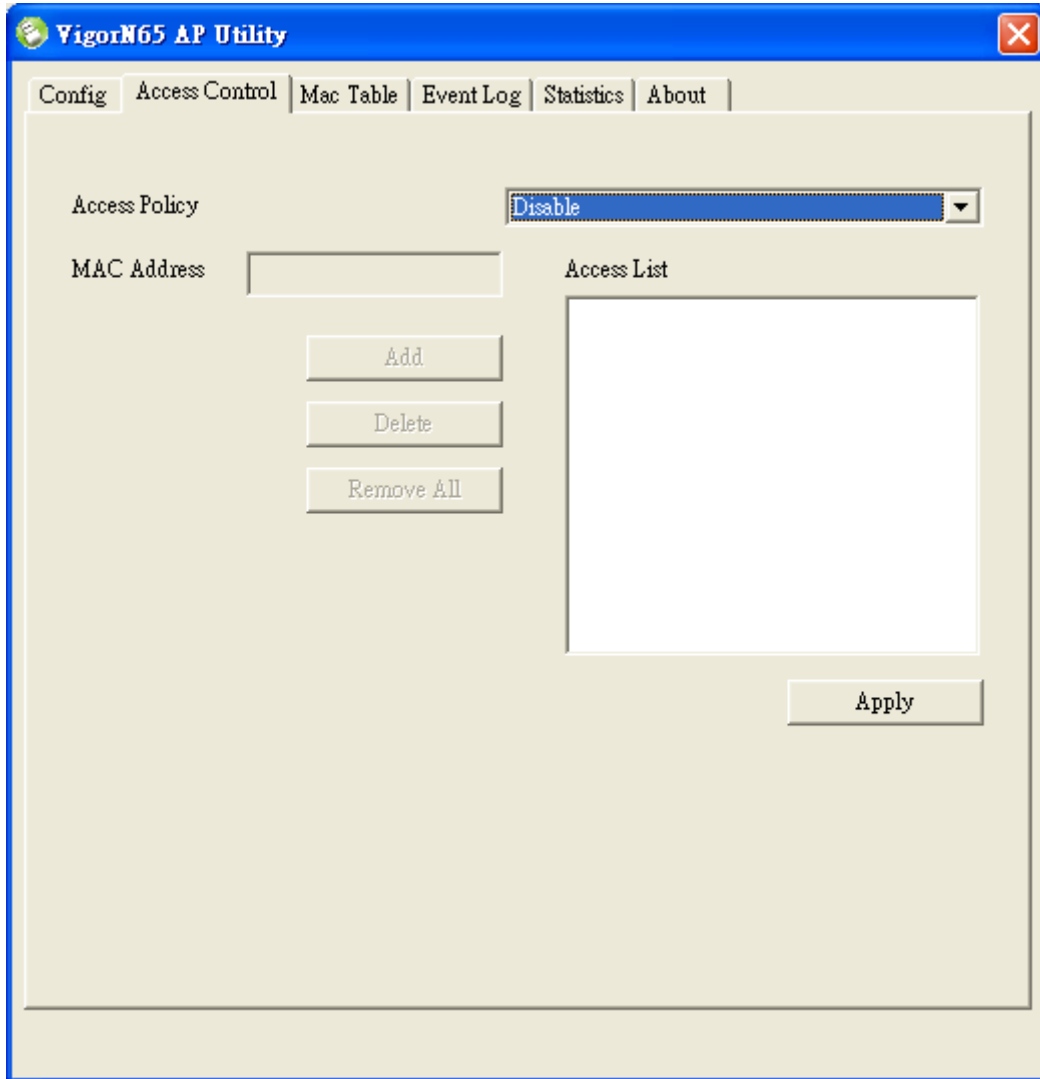 VigorN65 AP Utility
Config Access Control Mac Table Event Log Statistics About
Access Policy Disable
MAC Address Access List
Add
Delete
Remove All
Apply